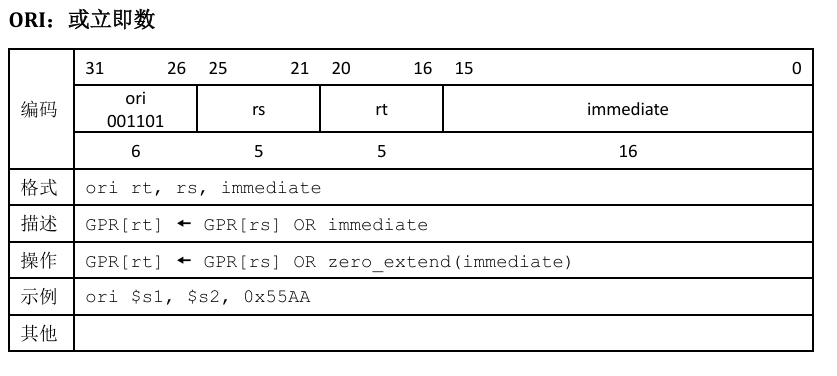 ORI：或立即数
编码
31 26 25 21 20 16 15 0
ori
001101
rs rt immediate
6 5 5 16
格式 ori rt, rs, immediate
描述 GPR[rt] ← GPR[rs] OR immediate
操作 GPR[rt] ← GPR[rs] OR zero_extend(immediate)
示例 ori $s1, $s2, 0x55AA
其他